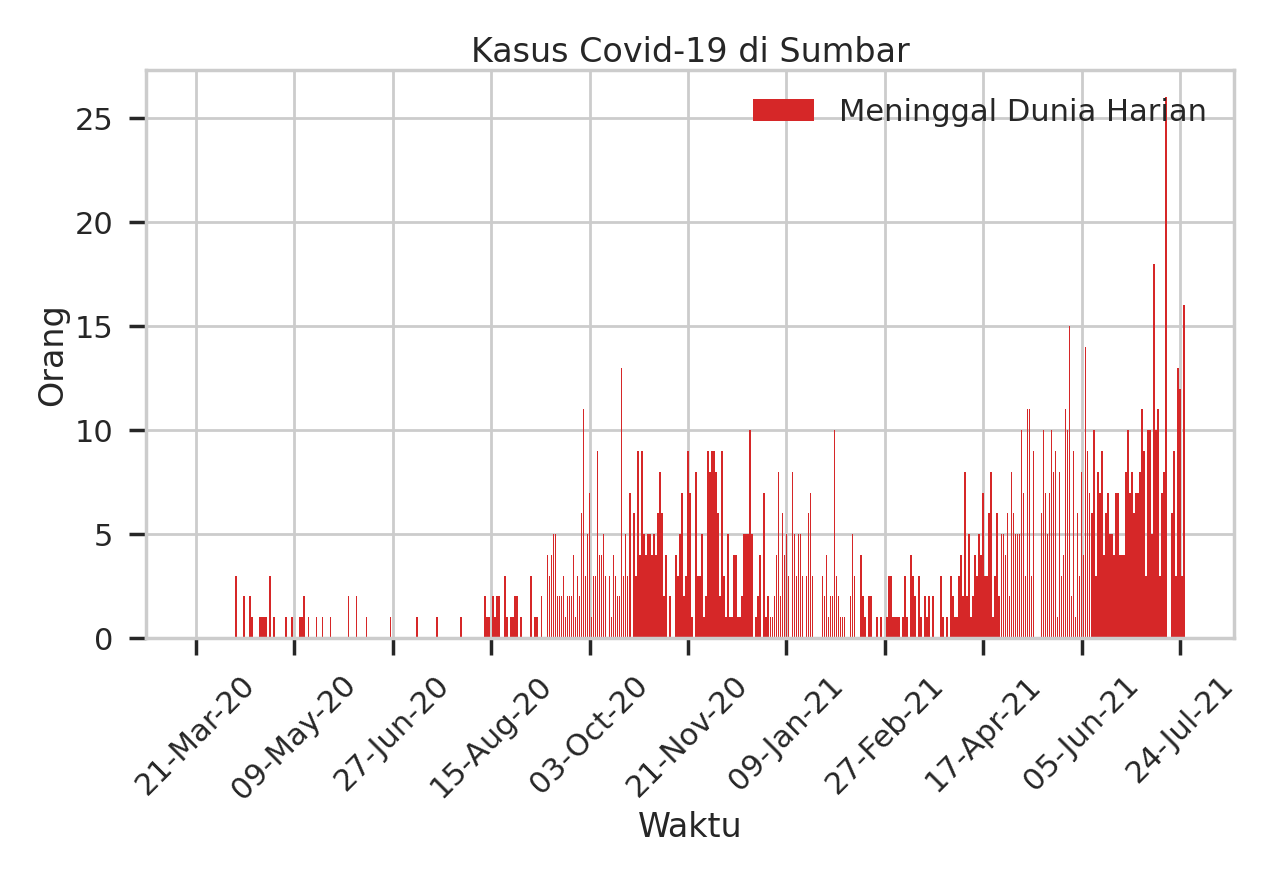 Kasus Covid-19 di Sumbar
Meninggal Dunia Harian
25
20
15
10
5
0
Orang
21-Mar-20
09-May-20
27-Jun-20
15-Aug-20
03-Oct-20
21-Nov-20
09-Jan-21
27-Feb-21
17-Apr-21
05-Jun-21
24-Jul-21
Waktu